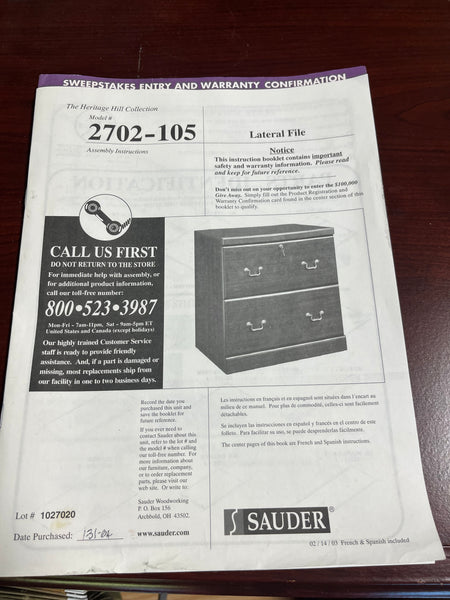 SWEEPSTAKES ENTRY AND WARRANTY CONFIRMATION
The Heritage Hill Collection
Model #
2702-105
Assembly Instructions
Lateral File
Notice
This instruction booklet contains important
safety and warranty information. Please read
and keep for future reference.
Don't miss out on your opportunity to enter the $100,000
Give Away. Simply fill out the Product Registration and
Warranty Confirmation card found in the center section of this
booklet to qualify.
CALL US FIRST
DO NOT RETURN TO THE STORE
For immediate help with assembly, or
for additional product information,
call our toll-free number:
800•523•3987
Mon-Fri - 7am-11pm, Sat - 9am-5pm ET
United States and Canada (except holidays)
Our highly trained Customer Service
staff is ready to provide friendly
assistance. And, if a part is damaged or
missing, most replacements ship from
our facility in one to two business days.
Record the date you
purchased this unit and
save the booklet for
future reference.
If you ever need to
contact Sauder about this
unit, refer to the lot # and
the model # when calling
our toll-free number. For
more information about
our furniture, company,
or to order replacement
parts, please visit our
web site. Or write to:
Sauder Woodworking
P. O. Box 156
Archbold, OH 43502.
www.sauder.com
Les instructions en français et en espagnol sont situées dans l'encart au
milieu de ce manuel. Pour plus de commodité, celles-ci sont facilement
détachables.
Se incluyen las instrucciones en español y francés en el centro de este
folleto. Para facilitar su uso, se puede desprenderlas fácilmente.
The center pages of this book are French and Spanish instructions.
Lot # 1027020
Date Purchased:
S SAUDER®
02 / 14 / 03 French & Spanish included